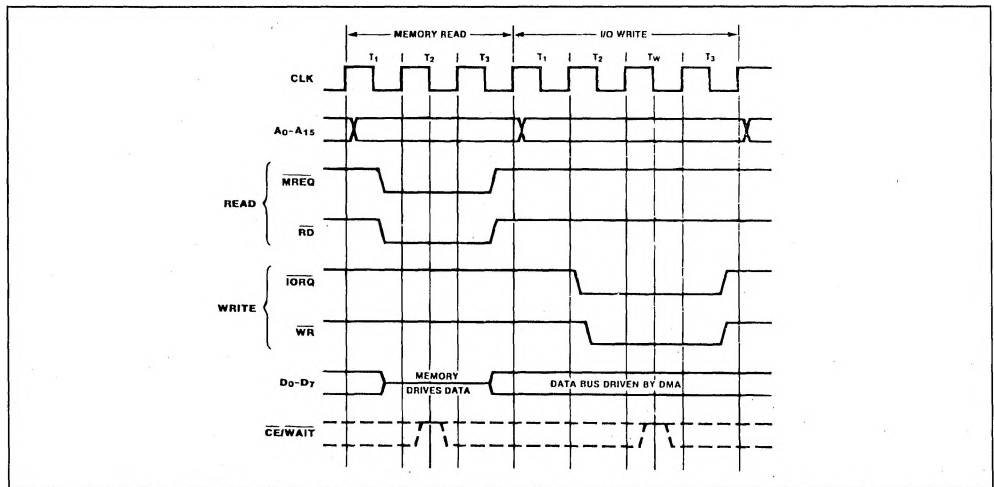 MEMORY READ I/O WRITE
T1 T2 T3 T1 T2 TW T3
CLK
A0-A15
READ
MREQ
RD
WRITE
IORQ
WR
D0-D7 MEMORY DRIVES DATA DATA BUS DRIVEN BY DMA
CE/WAIT